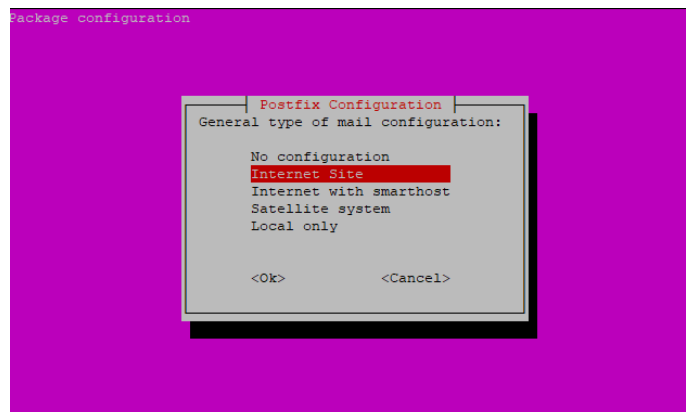 Package configuration
Postfix Configuration
General type of mail configuration:
No configuration
Internet Site
Internet with smarthost
Satellite system
Local only
<Ok> <Cancel>